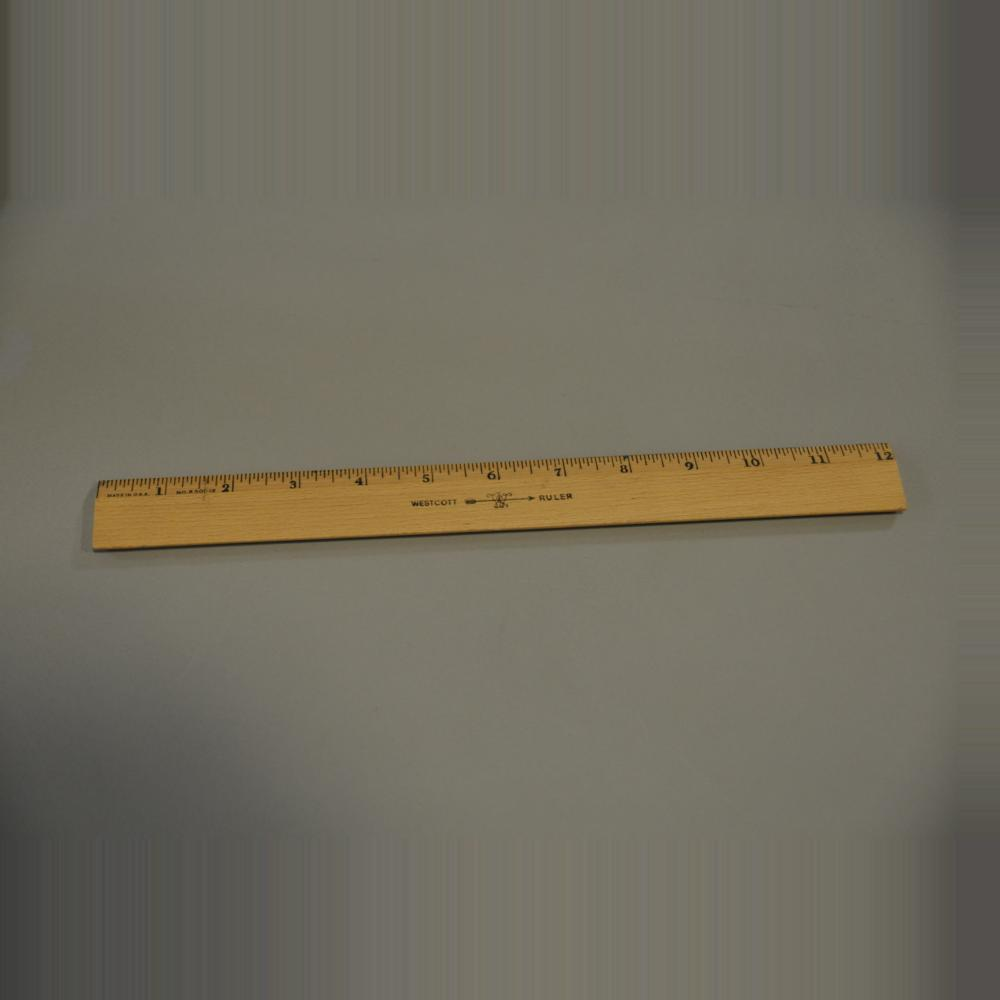 1 2 3 4 5 6 7 8 9 10 11 12
MADE IN U.S.A.
WESTCOTT RULER